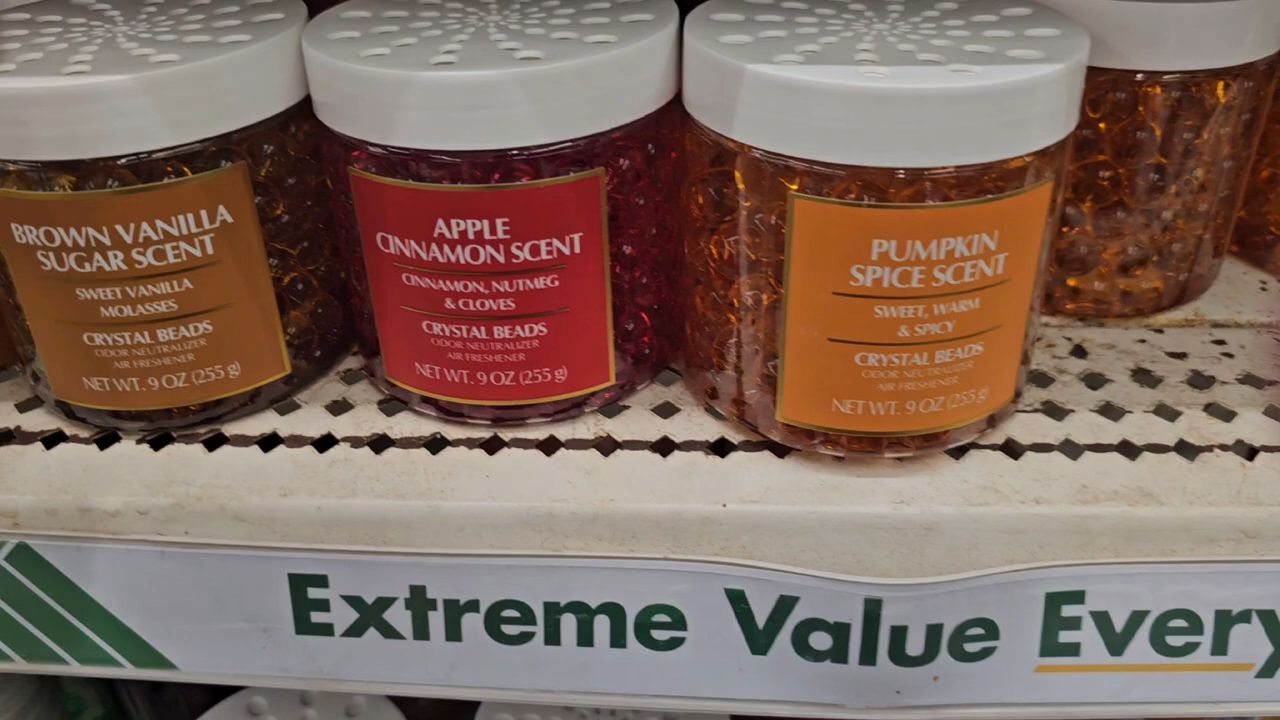 BROWN VANILLA
SUGAR SCENT
SWEET VANILLA
MOLASSES
CRYSTAL BEADS
ODOR NEUTRALIZER
AIR FRESHENER
NET WT. 9 OZ (255 g)
APPLE
CINNAMON SCENT
CINNAMON, NUTMEG
& CLOVES
CRYSTAL BEADS
ODOR NEUTRALIZER
AIR FRESHENER
NET WT. 9 OZ (255 g)
PUMPKIN
SPICE SCENT
SWEET, WARM
& SPICY
CRYSTAL BEADS
ODOR NEUTRALIZER
AIR FRESHENER
NET WT. 9 OZ (255 g)
Extreme Value Every